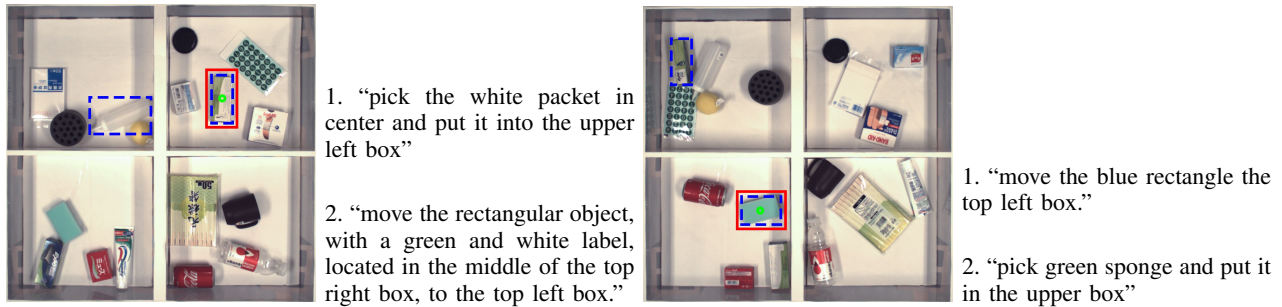 1. “pick the white packet in
center and put it into the upper
left box”
2. “move the rectangular object,
with a green and white label,
located in the middle of the top
right box, to the top left box.”
1. “move the blue rectangle the
top left box.”
2. “pick green sponge and put it
in the upper box”
BAND-AID